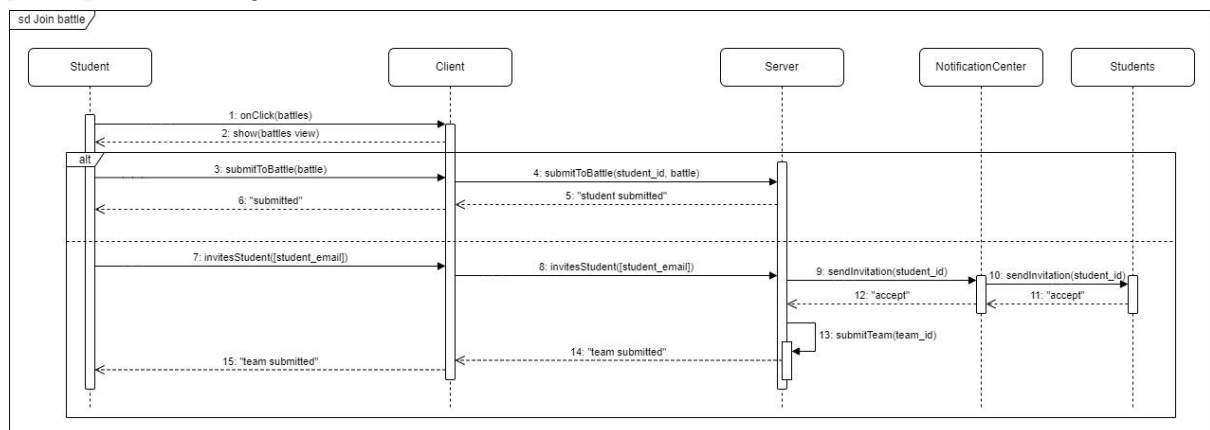 sd Join battle
Student
Client
Server
NotificationCenter
Students
1: onClick(battles)
2: show(battles view)
alt
3: submitToBattle(battle)
4: submitToBattle(student_id, battle)
5: "student submitted"
6: "submitted"
7: invitesStudent([student_email])
8: invitesStudent([student_email])
9: sendInvitation(student_id)
10: sendInvitation(student_id)
11: "accept"
12: "accept"
13: submitTeam(team_id)
14: "team submitted"
15: "team submitted"